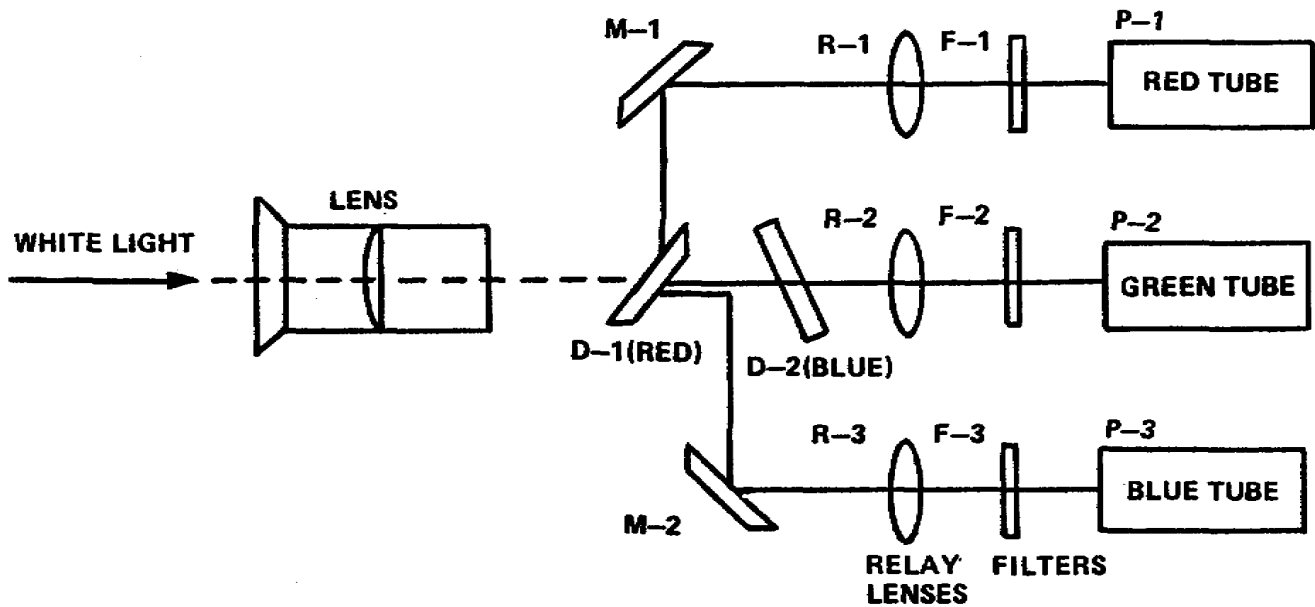 M–1
R–1
F–1
P–1
RED TUBE
LENS
WHITE LIGHT
R–2
F–2
P–2
GREEN TUBE
D–1(RED)
D–2(BLUE)
R–3
F–3
P–3
BLUE TUBE
M–2
RELAY
LENSES
FILTERS